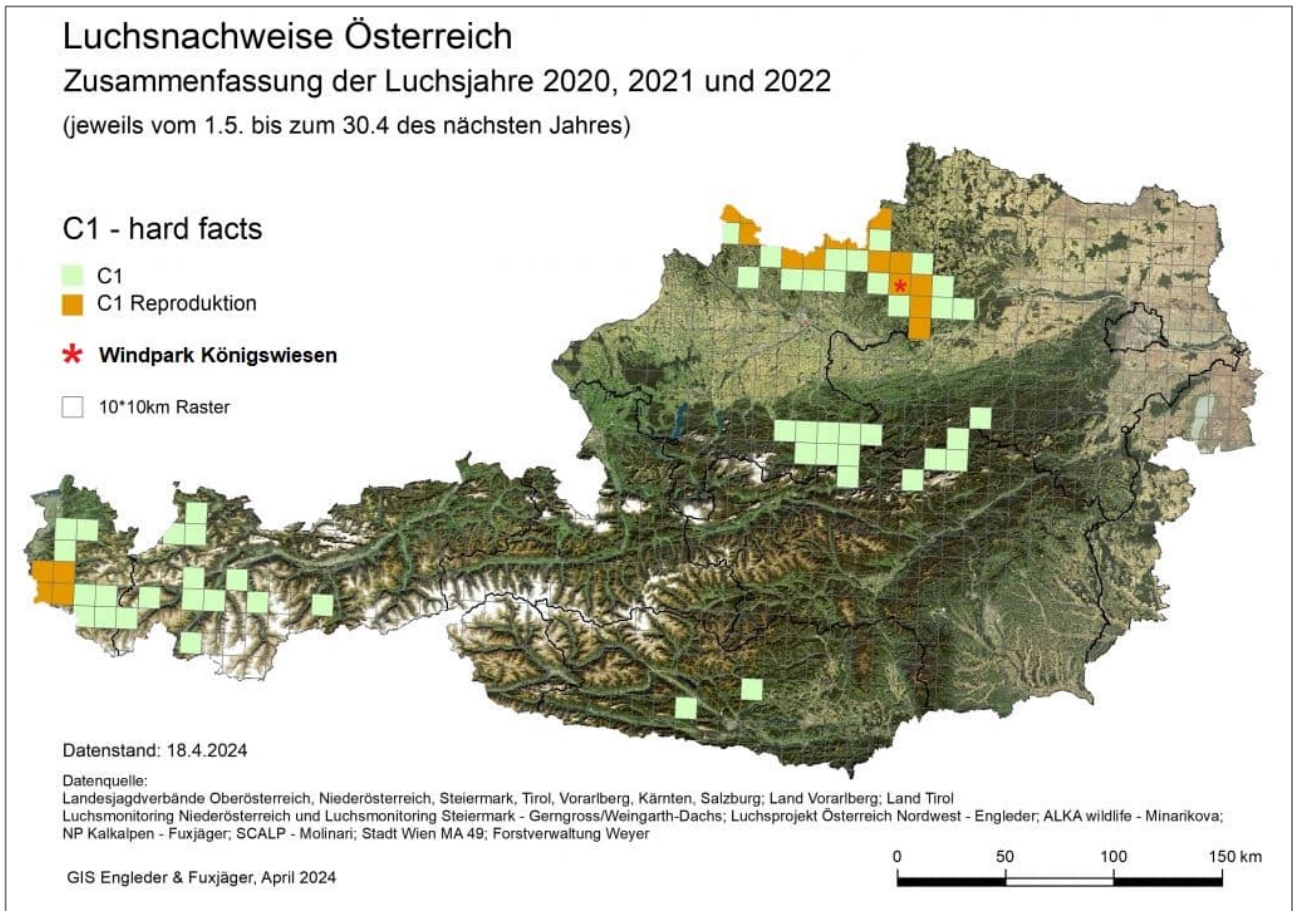 Luchsnachweise Österreich
Zusammenfassung der Luchsjahre 2020, 2021 und 2022
(jeweils vom 1.5. bis zum 30.4 des nächsten Jahres)
C1 - hard facts
C1
C1 Reproduktion
* Windpark Königswiesen
10*10km Raster
*
Datenstand: 18.4.2024
Datenquelle:
Landesjagdverbände Oberösterreich, Niederösterreich, Steiermark, Tirol, Vorarlberg, Kärnten, Salzburg; Land Vorarlberg; Land Tirol
Luchsmonitoring Niederösterreich und Luchsmonitoring Steiermark - Gerngross/Weingarth-Dachs; Luchsprojekt Österreich Nordwest - Engleder; ALKA wildlife - Minarikova;
NP Kalkalpen - Fuxjäger; SCALP - Molinari; Stadt Wien MA 49; Forstverwaltung Weyer
GIS Engleder & Fuxjäger, April 2024
0 50 100 150 km